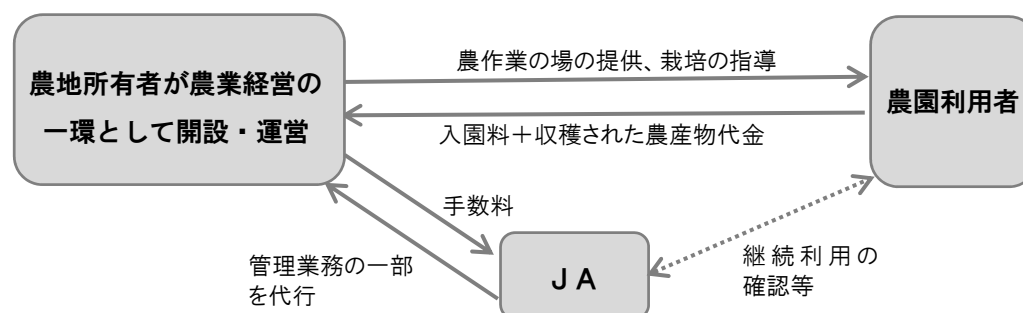 農作業の場の提供、栽培の指導
農地所有者が農業経営の
一環として開設・運営
農園利用者
入園料＋収穫された農産物代金
手数料
管理業務の一部
を代行
ＪＡ
継続利用の
確認等